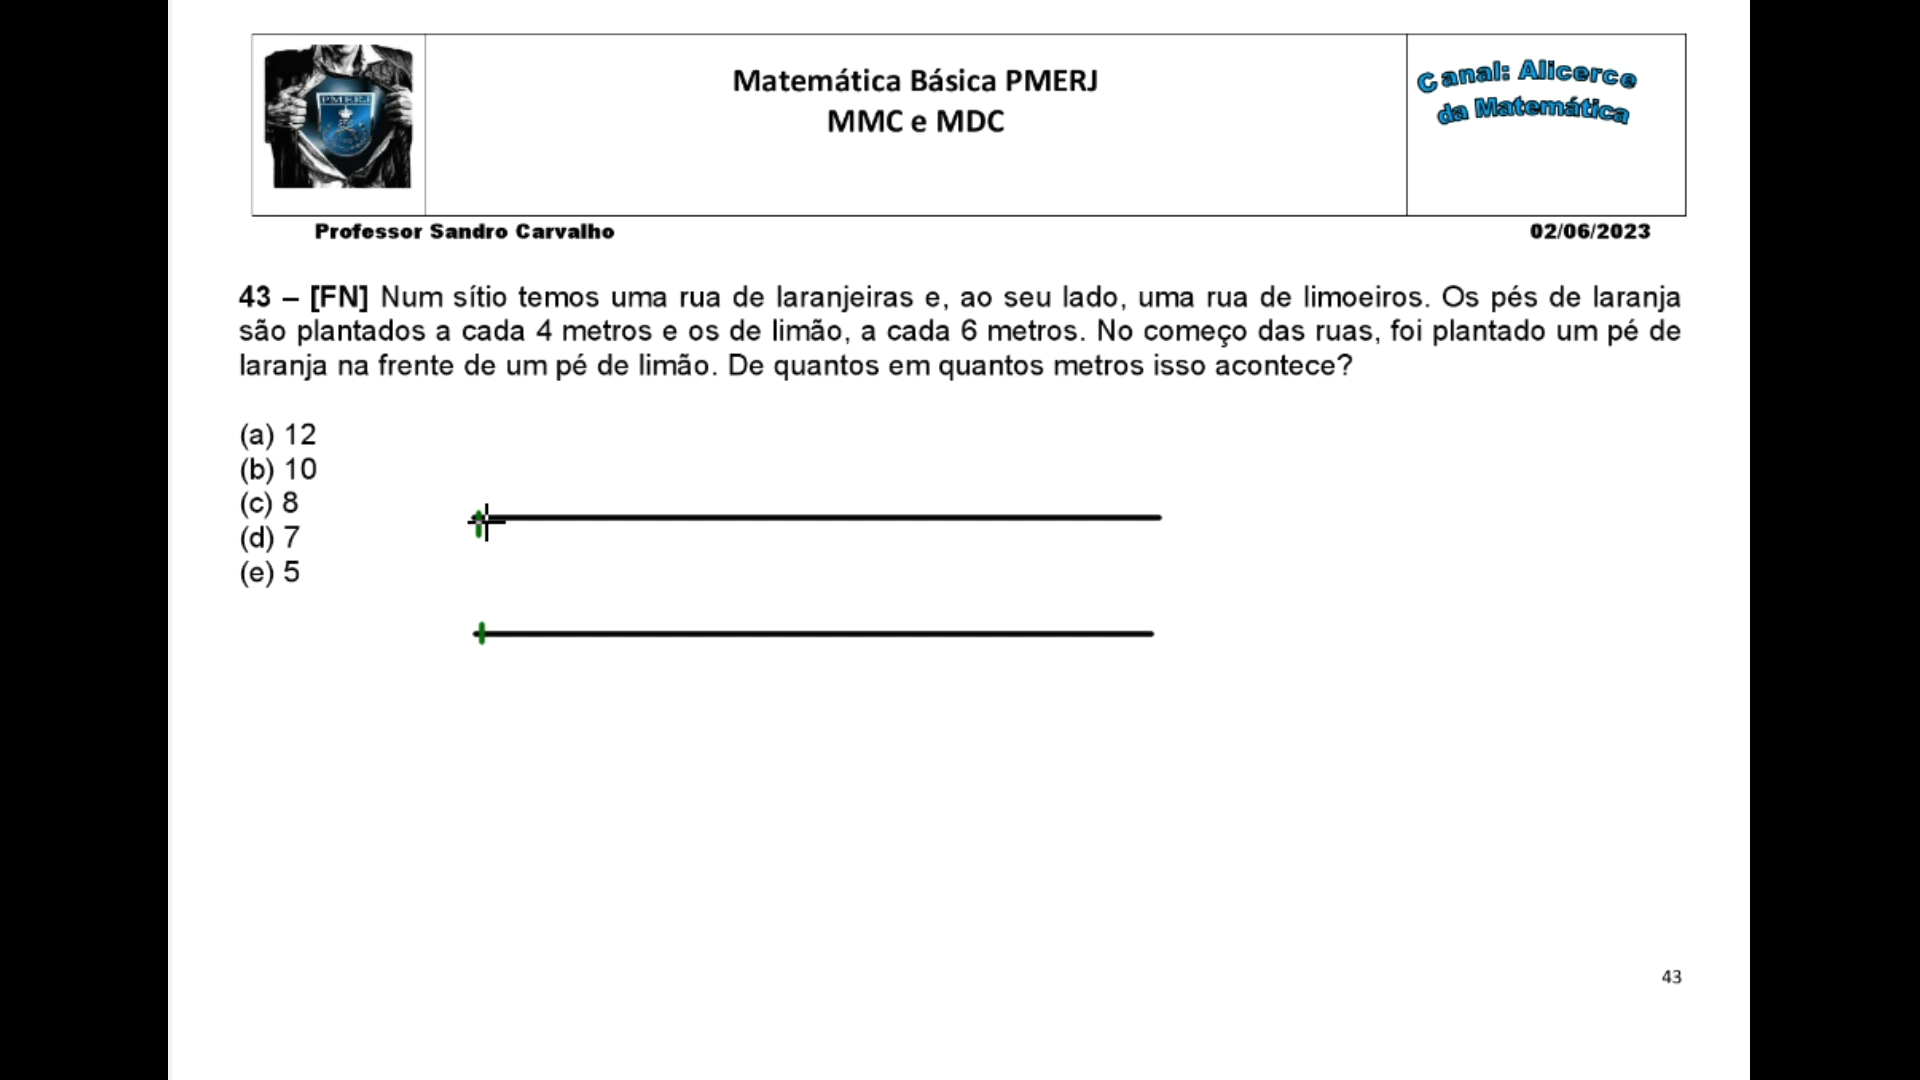 PMERJ
Matemática Básica PMERJ
MMC e MDC
Canal: Alicerce
da Matemática
Professor Sandro Carvalho
02/06/2023
43 – [FN] Num sítio temos uma rua de laranjeiras e, ao seu lado, uma rua de limoeiros. Os pés de laranja
são plantados a cada 4 metros e os de limão, a cada 6 metros. No começo das ruas, foi plantado um pé de
laranja na frente de um pé de limão. De quantos em quantos metros isso acontece?
(a) 12
(b) 10
(c) 8
(d) 7
(e) 5
43